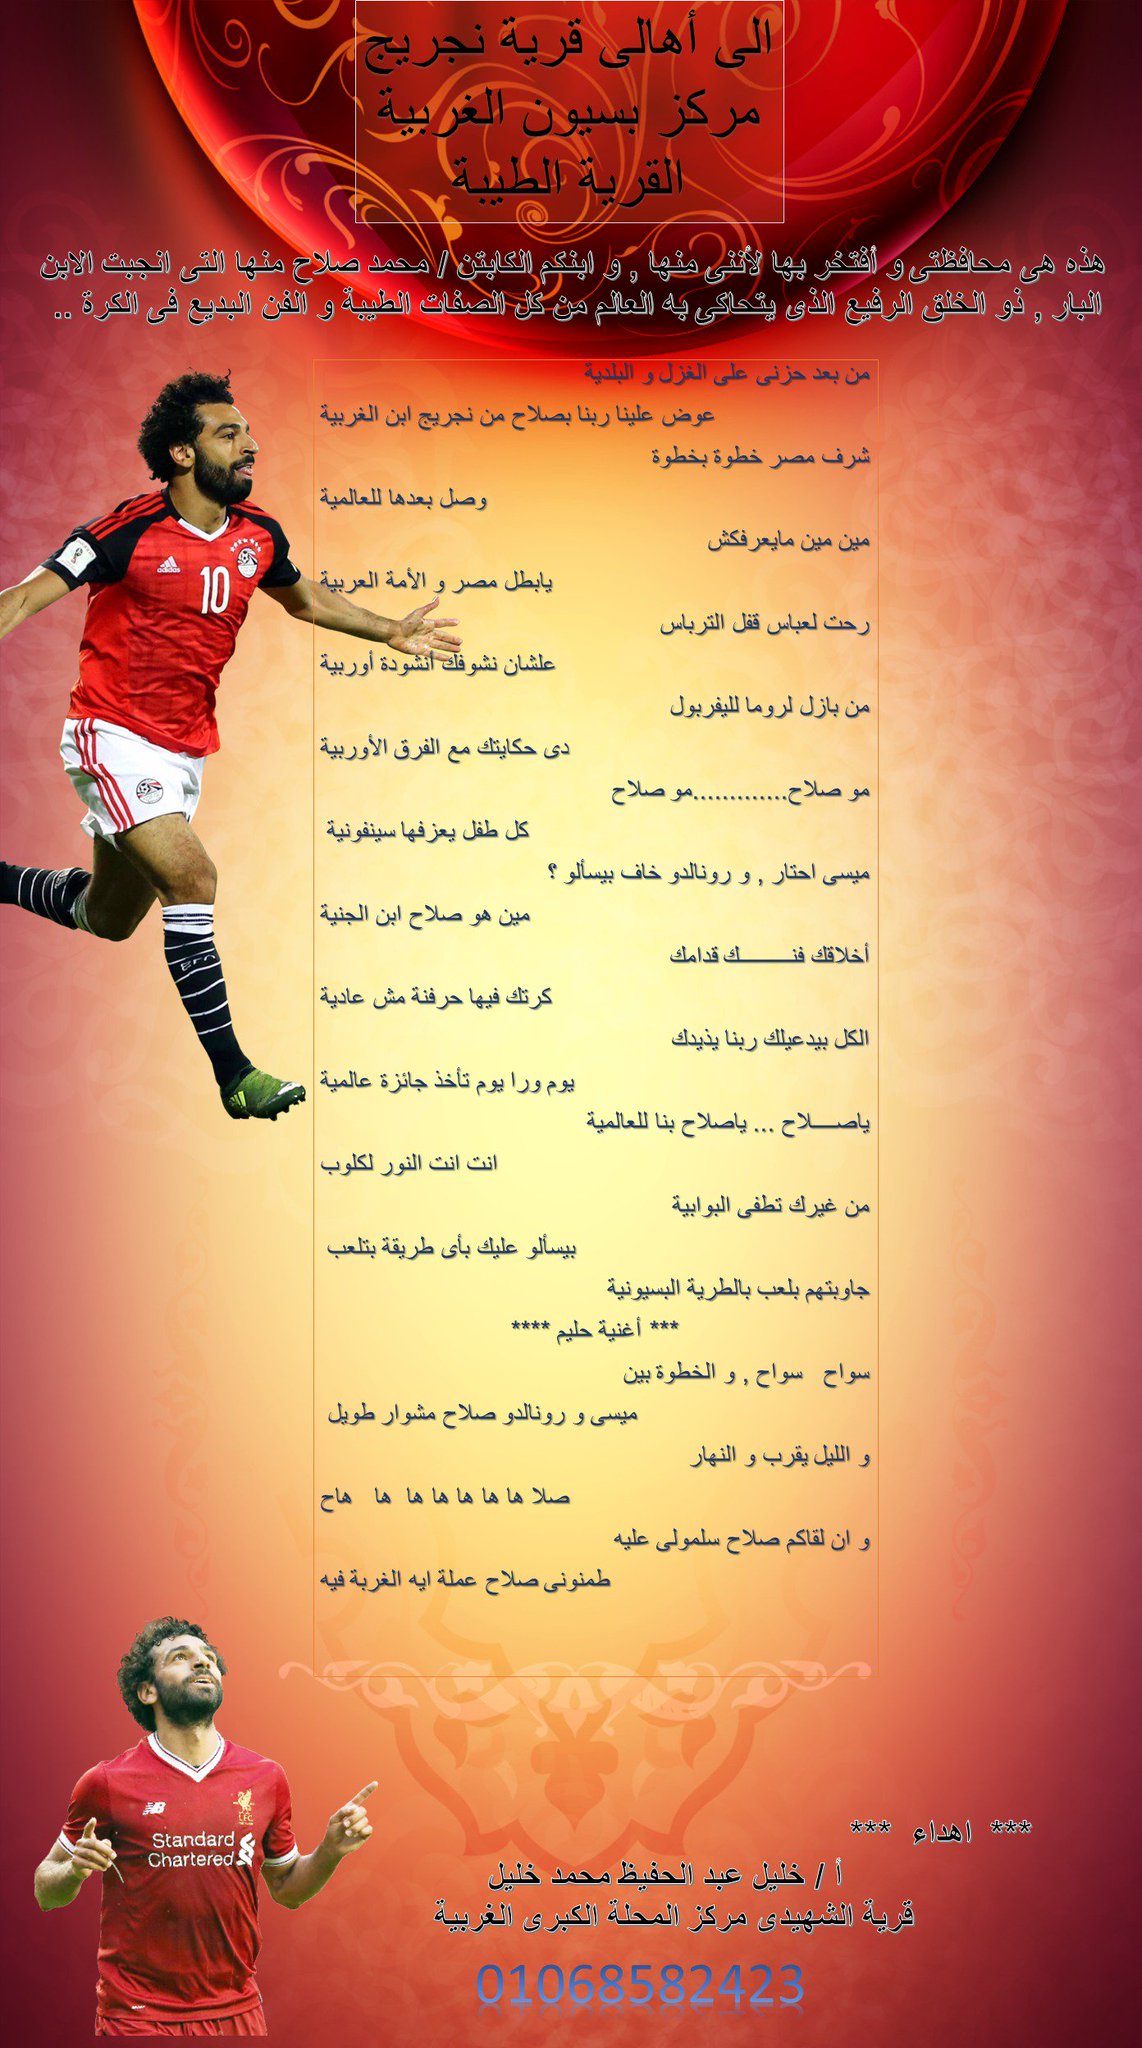 الى أهالى قرية نجريج
مركز بسيون الغربية
القرية الطيبة
هذه هى محافظتى و أفتخر بها لأننى منها , و ابنكم الكابتن / محمد صلاح منها التى انجبت الابن
البار , ذو الخلق الرفيع الذى يتحاكى به العالم من كل الصفات الطيبة و الفن البديع فى الكرة ..
من بعد حزنى على الغزل و البلدية
عوض علينا ربنا بصلاح من نجريج ابن الغربية
شرف مصر خطوة بخطوة
وصل بعدها للعالمية
مين مين مايعرفكش
يابطل مصر و الأمة العربية
رحت لعباس قفل الترباس
علشان نشوفك أنشودة أوربية
من بازل لروما لليفربول
دى حكايتك مع الفرق الأوربية
مو صلاح.............مو صلاح
كل طفل يعزفها سينفونية
ميسى احتار , و رونالدو خاف بيسألو ؟
مين هو صلاح ابن الجنية
أخلاقك فنـــــــــك قدامك
كرتك فيها حرفنة مش عادية
الكل بيدعيلك ربنا يذيدك
يوم ورا يوم تأخذ جائزة عالمية
ياصـــــلاح ... ياصلاح بنا للعالمية
انت انت النور لكلوب
من غيرك تطفى البوابية
بيسألو عليك بأى طريقة بتلعب
جاوبتهم بلعب بالطرية البسيونية
*** أغنية حليم ****
سواح سواح , و الخطوة بين
ميسى و رونالدو صلاح مشوار طويل
و الليل يقرب و النهار
صلا ها ها ها ها ها ها هاح
و ان لقاكم صلاح سلمولى عليه
طمنونى صلاح عملة ايه الغربة فيه
10
adidas
NB
L.F.C.
Standard
Chartered
*** اهداء ***
أ / خليل عبد الحفيظ محمد خليل
قرية الشهيدى مركز المحلة الكبرى الغربية
01068582423